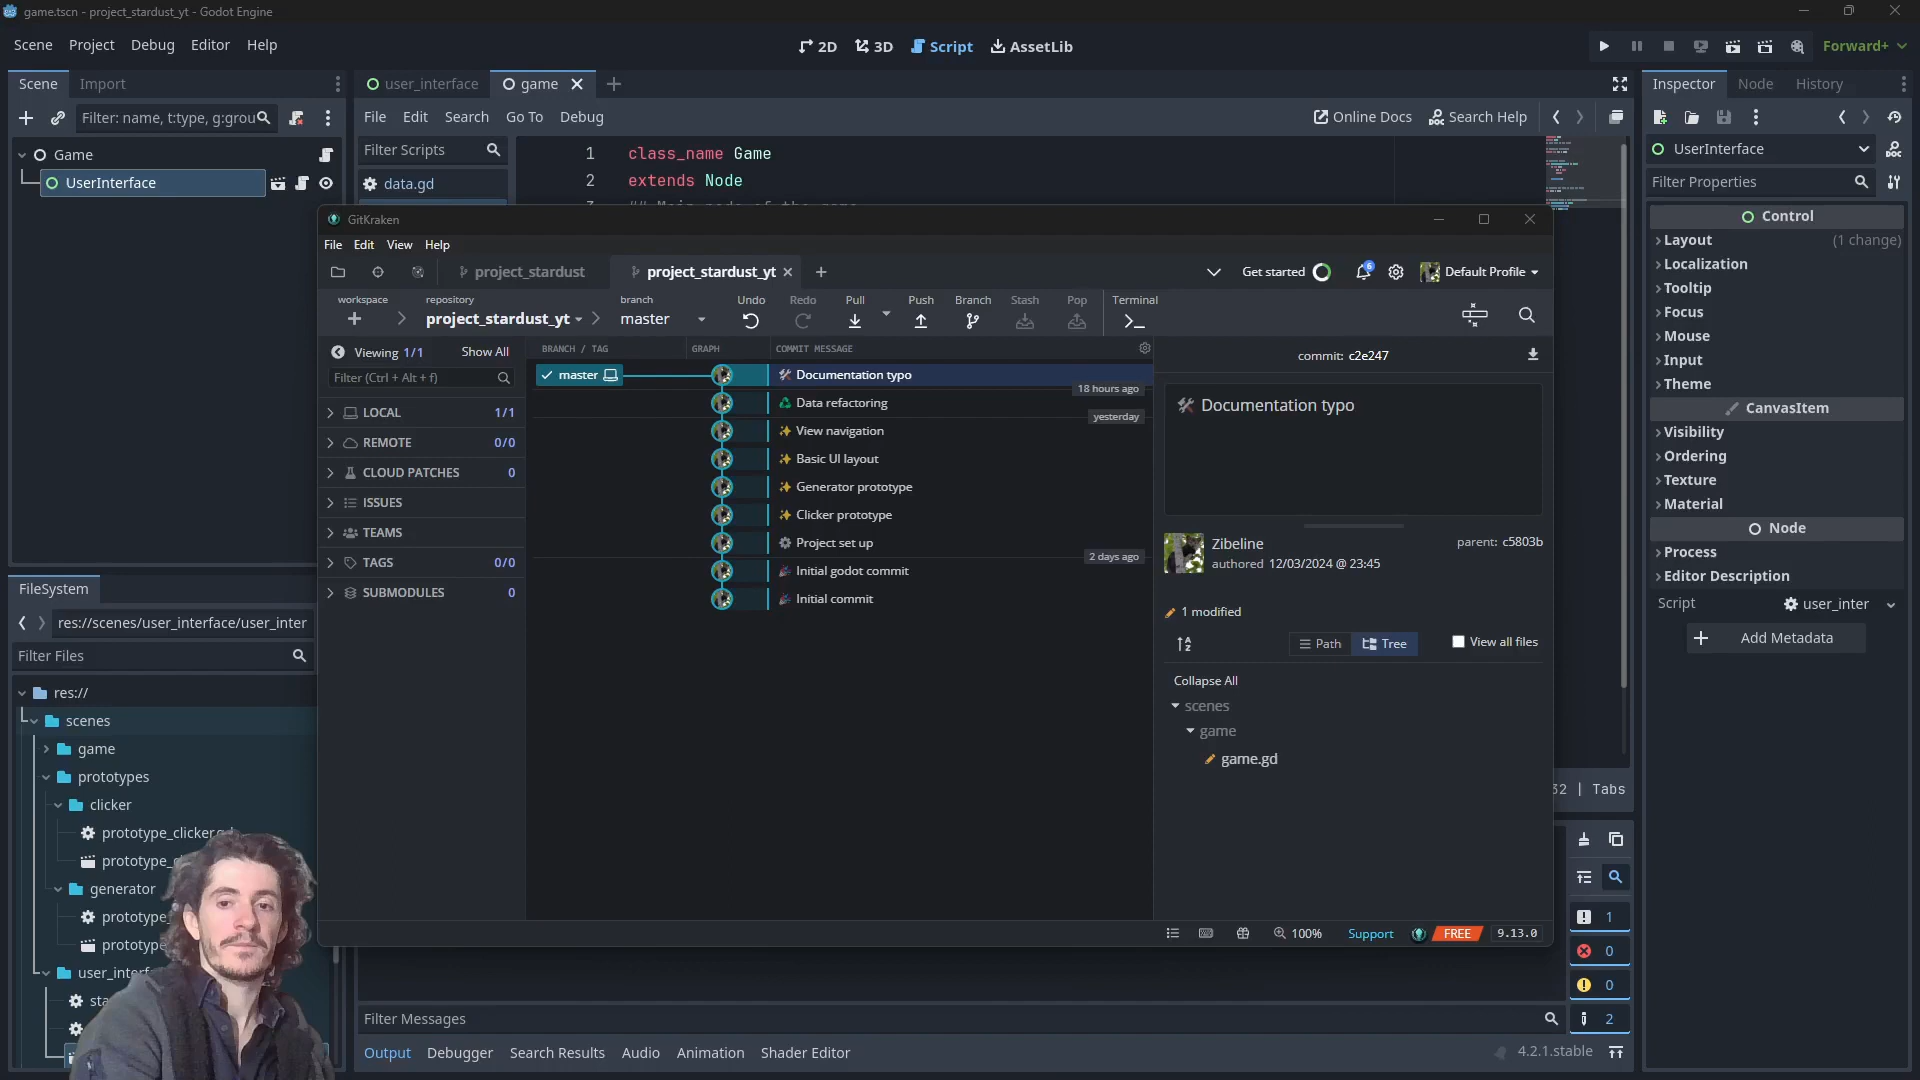 game.tscn - project_stardust_yt - Godot Engine
Scene Project Debug Editor Help
2D 3D Script AssetLib
Forward+
Scene Import
user_interface game
Inspector Node History
Filter: name, t:type, g:grou
File Edit Search Go To Debug
Online Docs Search Help
Filter Scripts
1 class_name Game
2 extends Node
data.gd
Game
UserInterface
UserInterface
Filter Properties
GitKraken
File Edit View Help
project_stardust project_stardust_yt
Get started 6 Default Profile
workspace repository branch
project_stardust_yt master
Undo Redo Pull Push Branch Stash Pop Terminal
Viewing 1/1 Show All
Filter (Ctrl + Alt + f)
LOCAL 1/1
REMOTE 0/0
CLOUD PATCHES 0
ISSUES
TEAMS
TAGS 0/0
SUBMODULES 0
BRANCH / TAG GRAPH COMMIT MESSAGE
master Documentation typo
18 hours ago
Data refactoring
yesterday
View navigation
Basic UI layout
Generator prototype
Clicker prototype
Project set up
2 days ago
Initial godot commit
Initial commit
commit: c2e247
Documentation typo
Zibeline
authored 12/03/2024 @ 23:45
parent: c5803b
1 modified
Path Tree View all files
Collapse All
scenes
game
game.gd
100% Support FREE 9.13.0
Control
Layout (1 change)
Localization
Tooltip
Focus
Mouse
Input
Theme
CanvasItem
Visibility
Ordering
Texture
Material
Node
Process
Editor Description
Script user_inter
Add Metadata
FileSystem
res://scenes/user_interface/user_inter
Filter Files
res://
scenes
game
prototypes
clicker
prototype_clicker
prototype_
generator
prototype
prototype
user_interf
sta
| Tabs
1
0
0
2
Filter Messages
Output Debugger Search Results Audio Animation Shader Editor
4.2.1.stable